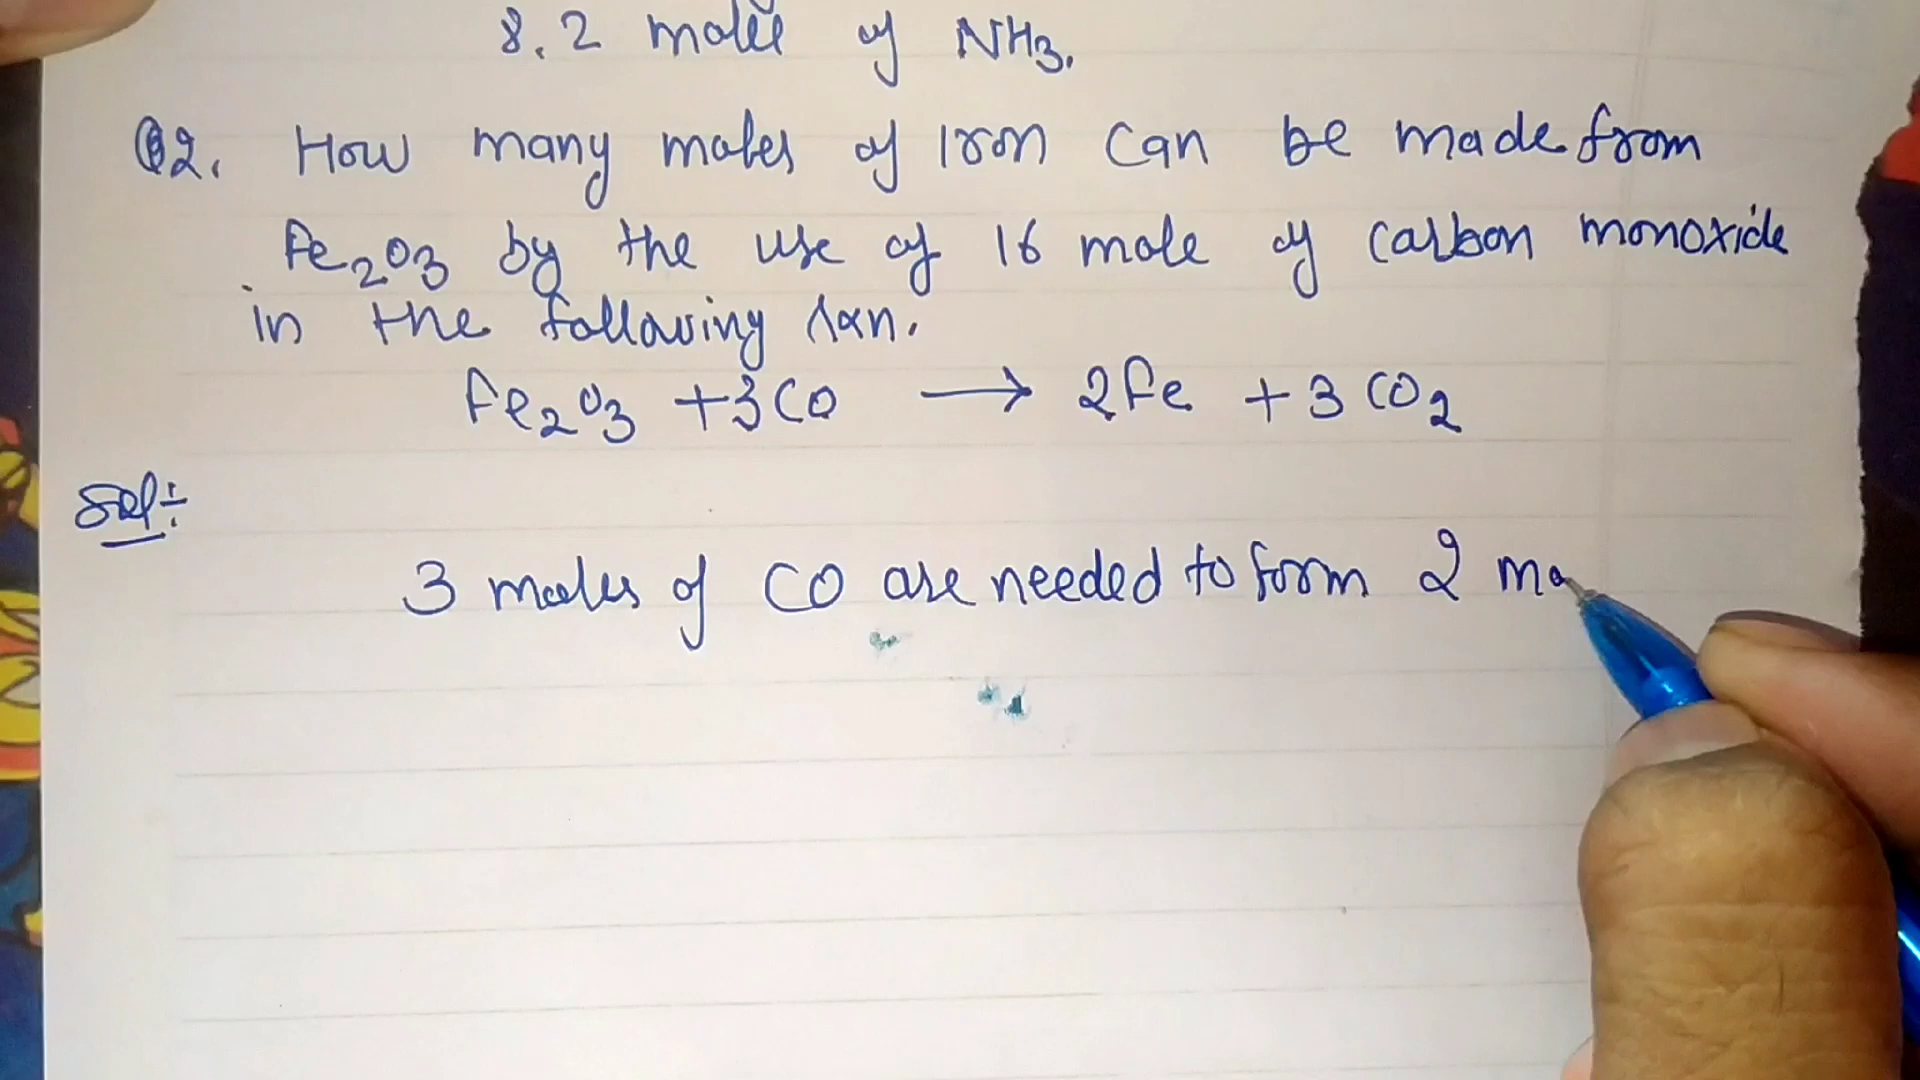 8.2 moles of NH3.
Q2. How many moles of Iron can be made from
Fe2O3 by the use of 16 mole of carbon monoxide
in the following rxn.
Fe2O3 +3CO → 2Fe + 3CO2
Sol:-
3 moles of CO are needed to form 2 mo